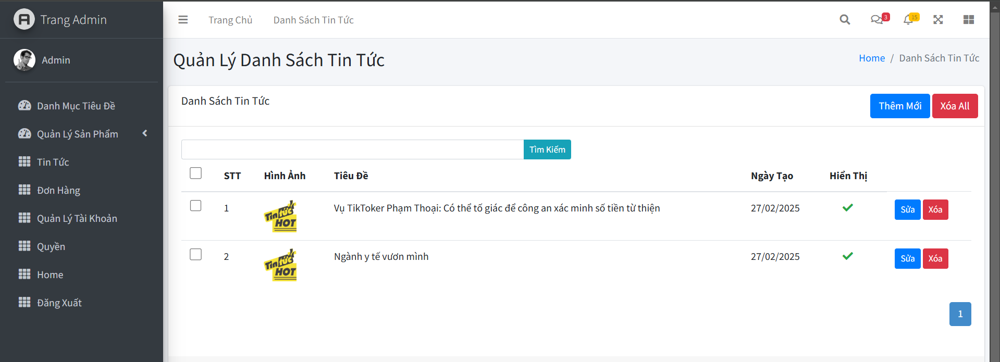 Trang Admin
Trang Chủ
Danh Sách Tin Tức
3
15
Admin
Quản Lý Danh Sách Tin Tức
Home / Danh Sách Tin Tức
Danh Mục Tiêu Đề
Quản Lý Sản Phẩm
Tin Tức
Đơn Hàng
Quản Lý Tài Khoản
Quyền
Home
Đăng Xuất
Danh Sách Tin Tức
Thêm Mới
Xóa All
Tìm Kiếm
STT Hình Ảnh Tiêu Đề Ngày Tạo Hiển Thị
1 Tin tức HOT Vụ TikToker Phạm Thoại: Có thể tố giác để công an xác minh số tiền từ thiện 27/02/2025 Sửa Xóa
2 Tin tức HOT Ngành y tế vươn mình 27/02/2025 Sửa Xóa
1